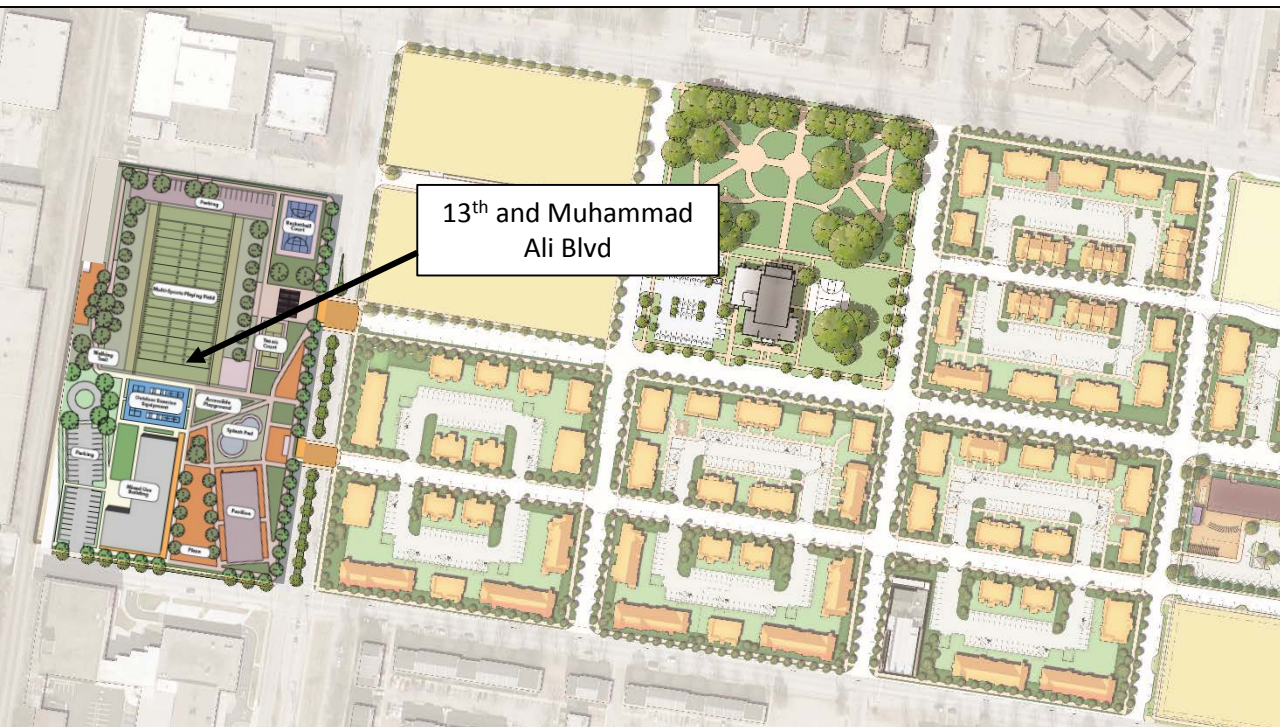 13th and Muhammad
Ali Blvd
Parking
Basketball
Court
Multi-Sports Playing Field
Tennis
Court
Walking
Trail
Outdoor Exercise
Equipment
Accessible
Playground
Splash Pad
Parking
Mixed Use
Building
Pavilion
Plaza